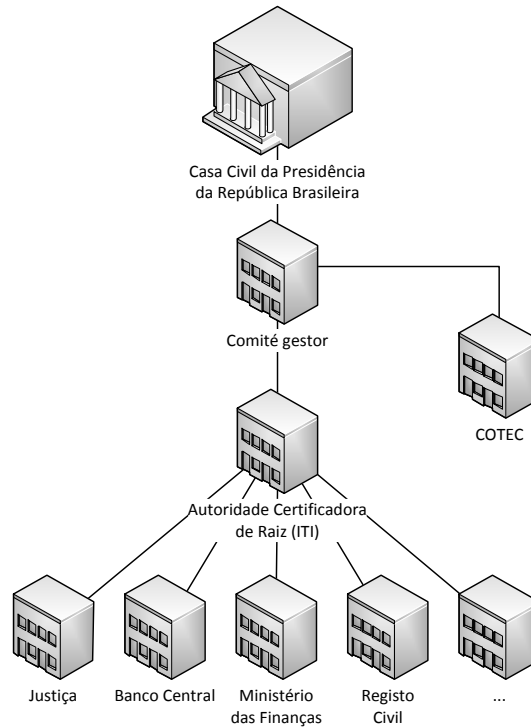 Casa Civil da Presidência
da República Brasileira
Comité gestor
COTEC
Autoridade Certificadora
de Raiz (ITI)
Justiça
Banco Central
Ministério
das Finanças
Registo
Civil
...